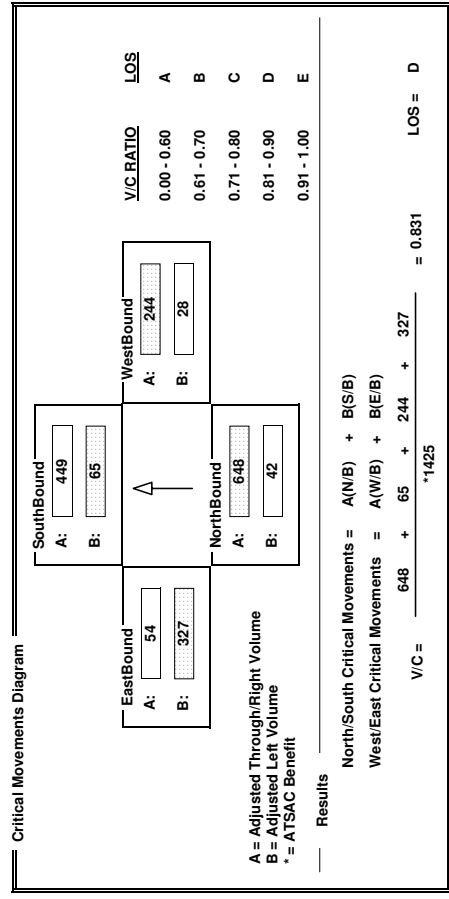 Critical Movements Diagram
SouthBound
A: 449
B: 65
EastBound
A: 54
B: 327
WestBound
A: 244
B: 28
NorthBound
A: 648
B: 42
V/C RATIO LOS
0.00 - 0.60 A
0.61 - 0.70 B
0.71 - 0.80 C
0.81 - 0.90 D
0.91 - 1.00 E
A = Adjusted Through/Right Volume
B = Adjusted Left Volume
* = ATSAC Benefit
Results
North/South Critical Movements = A(N/B) + B(S/B)
West/East Critical Movements = A(W/B) + B(E/B)
V/C = 648 + 65 + 244 + 327 = 0.831 LOS = D
*1425